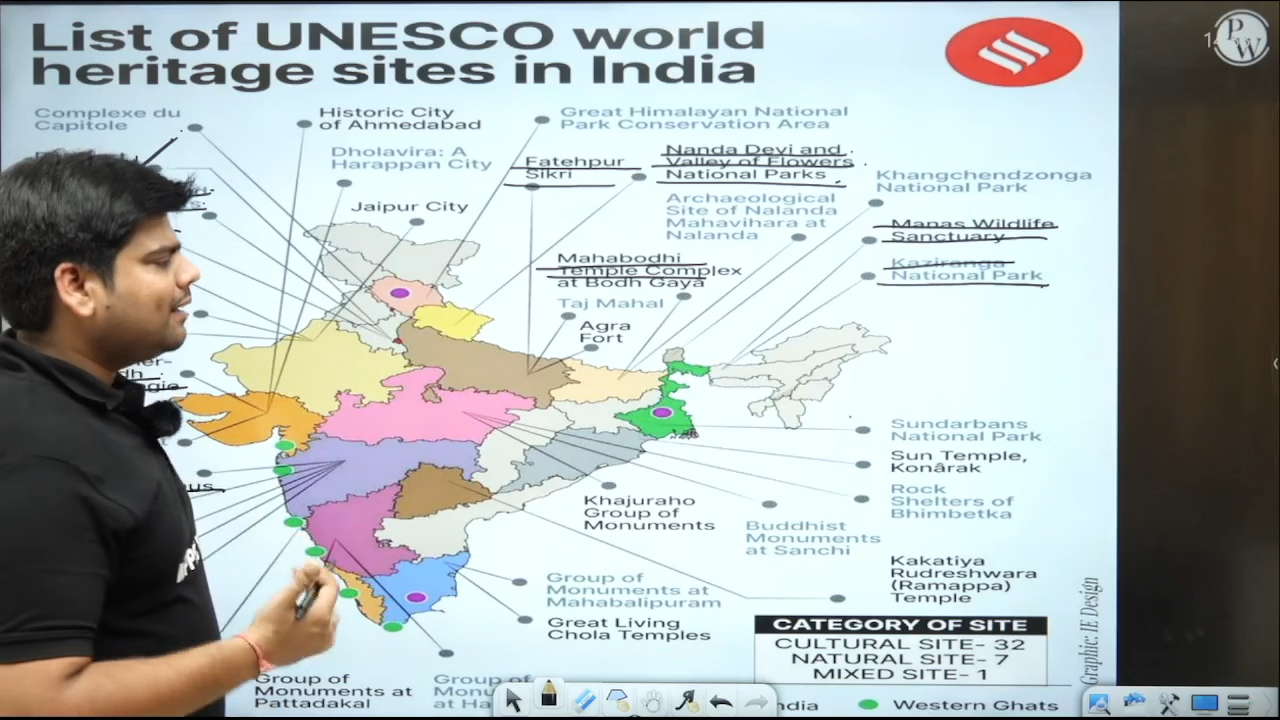 List of UNESCO world
heritage sites in India
PW
Complexe du
Capitole
Historic City
of Ahmedabad
Great Himalayan National
Park Conservation Area
Dholavira: A
Harappan City
Fatehpur
Sikri
Nanda Devi and
Valley of Flowers
National Parks
Khangchendzonga
National Park
Jaipur City
Archaeological
Site of Nalanda
Mahavihara at
Nalanda
Manas Wildlife
Sanctuary
Mahabodhi
Temple Complex
at Bodh Gaya
Kaziranga
National Park
Taj Mahal
Agra
Fort
Sundarbans
National Park
Sun Temple,
Konârak
Rock
Shelters of
Bhimbetka
Khajuraho
Group of
Monuments
Buddhist
Monuments
at Sanchi
Kakatiya
Rudreshwara
(Ramappa)
Temple
Group of
Monuments at
Mahabalipuram
Great Living
Chola Temples
CATEGORY OF SITE
CULTURAL SITE- 32
NATURAL SITE- 7
MIXED SITE- 1
Graphic: IE Design
Group of
Monuments at
Pattadakal
Group of
Western Ghats